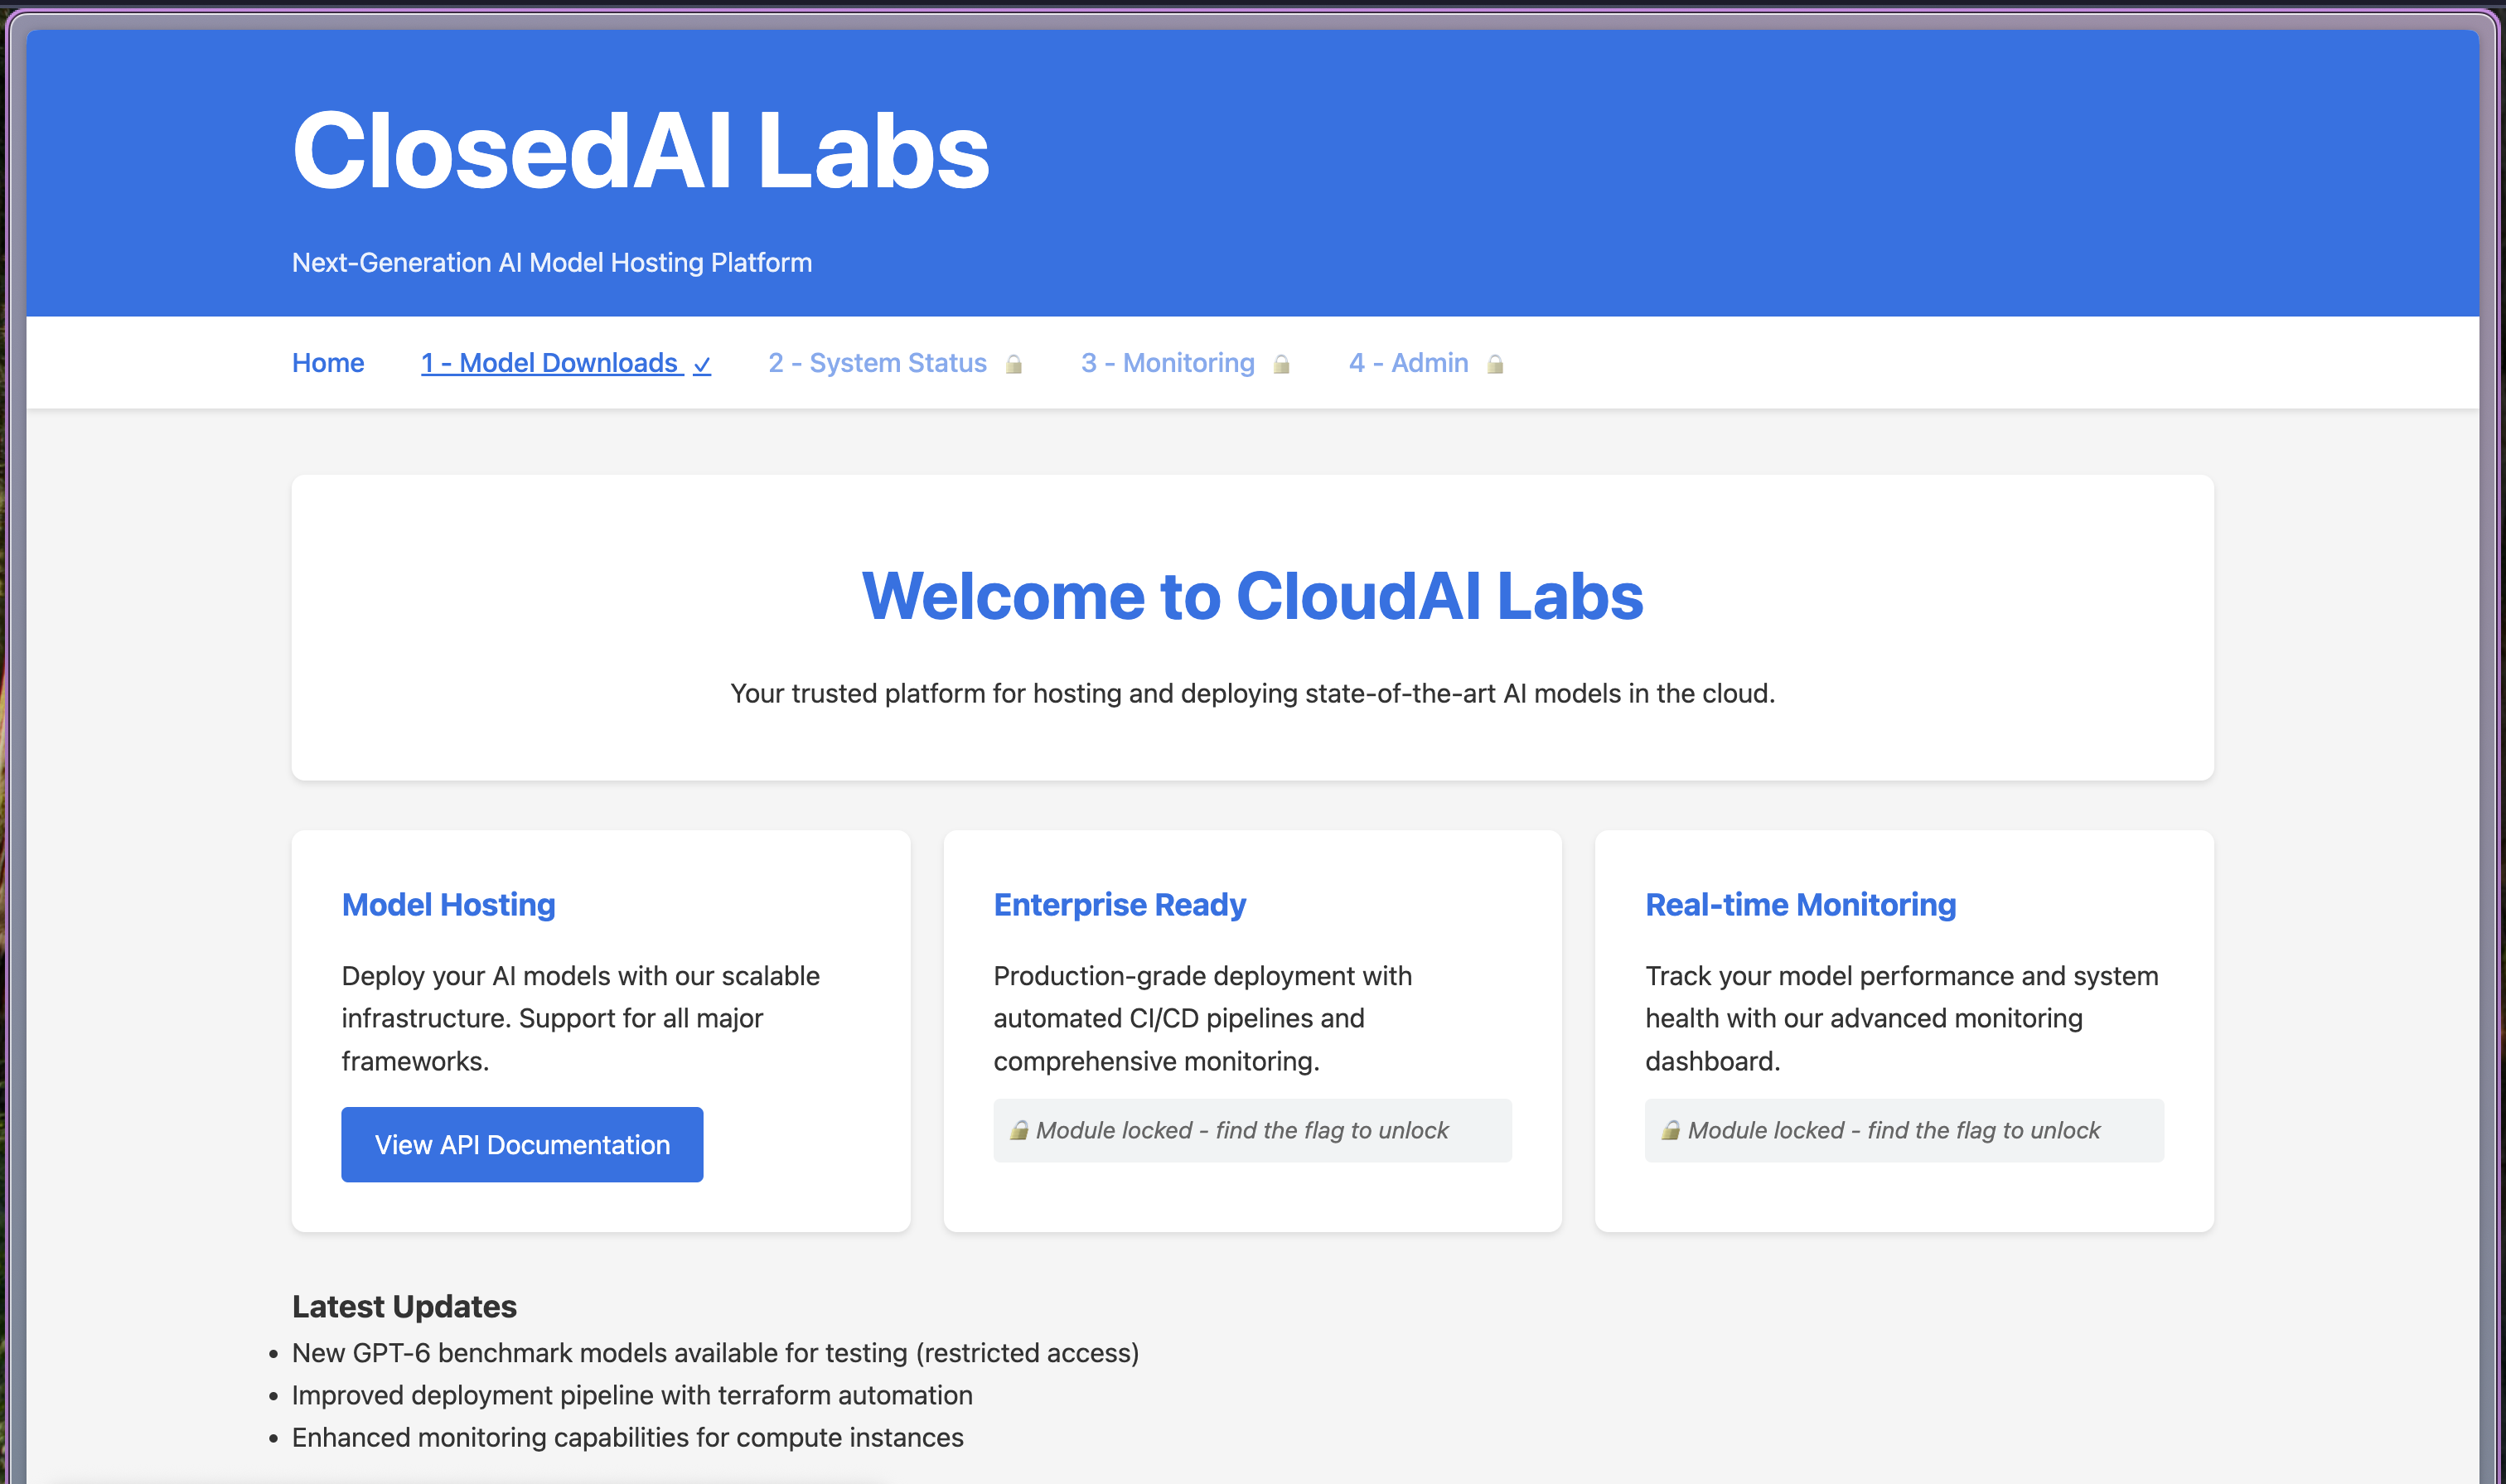 ClosedAI Labs
Next-Generation AI Model Hosting Platform
Home 1 - Model Downloads ✓ 2 - System Status 🔒 3 - Monitoring 🔒 4 - Admin 🔒
Welcome to CloudAI Labs
Your trusted platform for hosting and deploying state-of-the-art AI models in the cloud.
Model Hosting
Deploy your AI models with our scalable
infrastructure. Support for all major
frameworks.
View API Documentation
Enterprise Ready
Production-grade deployment with
automated CI/CD pipelines and
comprehensive monitoring.
🔒 Module locked - find the flag to unlock
Real-time Monitoring
Track your model performance and system
health with our advanced monitoring
dashboard.
🔒 Module locked - find the flag to unlock
Latest Updates
• New GPT-6 benchmark models available for testing (restricted access)
• Improved deployment pipeline with terraform automation
• Enhanced monitoring capabilities for compute instances